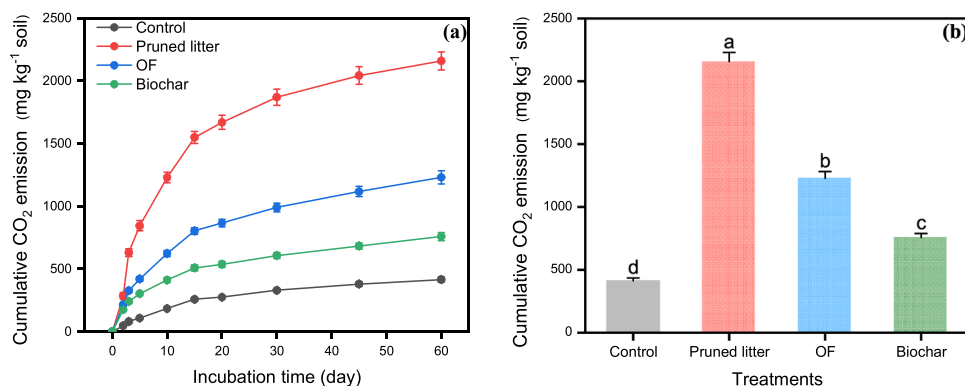 Cumulative CO₂ emission (mg kg⁻¹ soil)
2500
2000
1500
1000
500
0
Control
Pruned litter
OF
Biochar
(a)
0 10 20 30 40 50 60
Incubation time (day)
Cumulative CO₂ emission (mg kg⁻¹ soil)
2500
2000
1500
1000
500
0
(b)
d
a
b
c
Control Pruned litter OF Biochar
Treatments